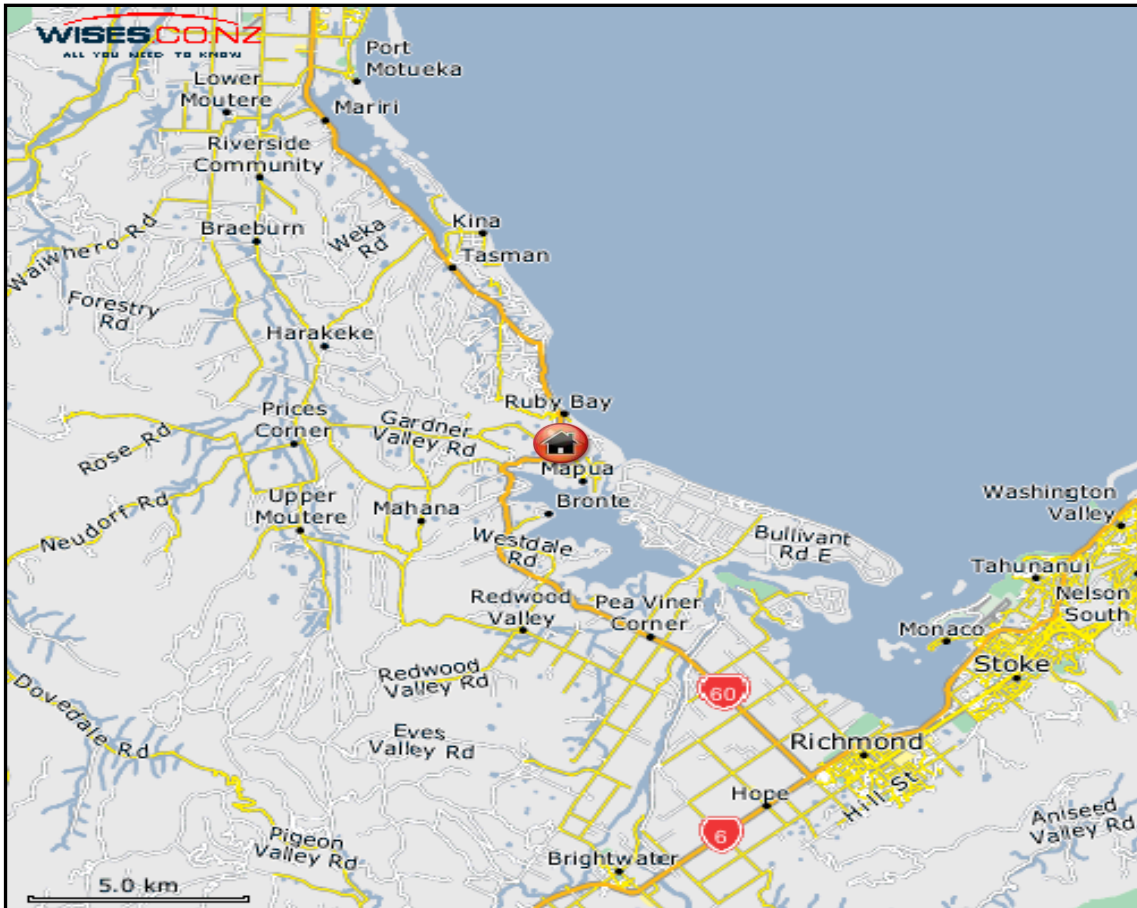 WISES.CO.NZ
ALL YOU NEED TO KNOW
Port
Motueka
Lower
Moutere
Mariri
Riverside
Community
Waiwhero Rd
Braeburn
Weka
Rd
Kina
Tasman
Forestry
Rd
Harakeke
Ruby Bay
Prices
Corner
Gardner
Valley Rd
Rose Rd
Mapua
Bronte
Washington
Valley
Neudorf Rd
Upper
Moutere
Mahana
Westdale
Rd
Bullivant
Rd E
Tahunanui
Nelson
South
Redwood
Valley
Pea Viner
Corner
Monaco
Stoke
Redwood
Valley Rd
60
Dovedale Rd
Eves
Valley Rd
Richmond
Hope
Hill St
Aniseed
Valley Rd
6
Pigeon
Valley Rd
Brightwater
5.0 km